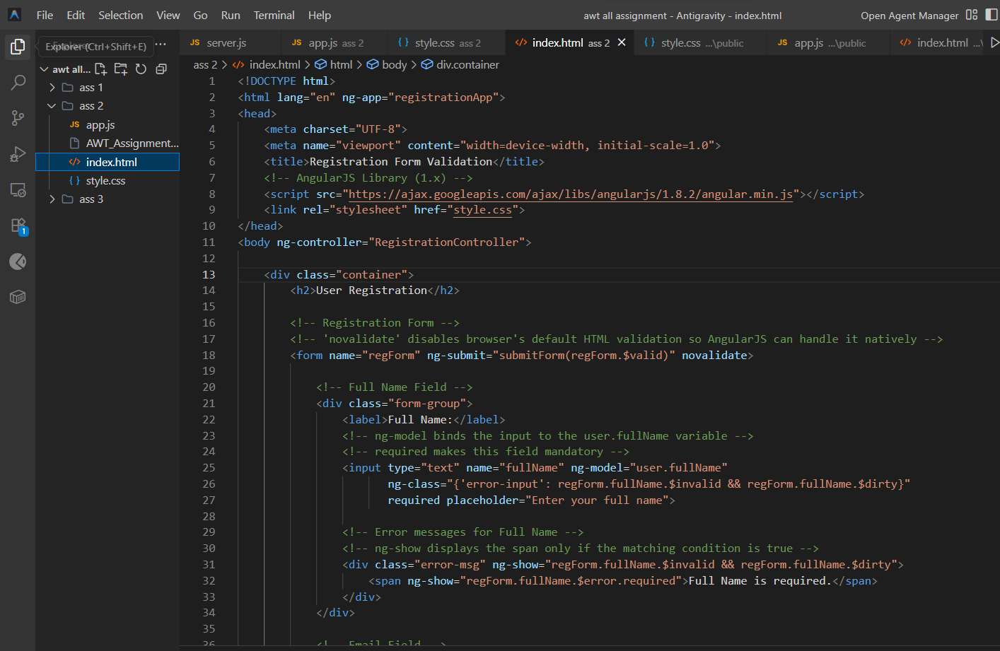 File Edit Selection View Go Run Terminal Help
awt all assignment - Antigravity - index.html
Open Agent Manager
Explorer (Ctrl+Shift+E)
JS server.js
JS app.js ass 2
{ } style.css ass 2
</> index.html ass 2
{ } style.css ...\public
JS app.js ...\public
</> index.html ...\
awt all...
ass 1
ass 2
JS app.js
AWT_Assignment...
</> index.html
{ } style.css
ass 3
1
ass 2 > </> index.html > html > body > div.container
1 <!DOCTYPE html>
2 <html lang="en" ng-app="registrationApp">
3 <head>
4 <meta charset="UTF-8">
5 <meta name="viewport" content="width=device-width, initial-scale=1.0">
6 <title>Registration Form Validation</title>
7 <!-- AngularJS Library (1.x) -->
8 <script src="https://ajax.googleapis.com/ajax/libs/angularjs/1.8.2/angular.min.js"></script>
9 <link rel="stylesheet" href="style.css">
10 </head>
11 <body ng-controller="RegistrationController">
12
13 <div class="container">
14 <h2>User Registration</h2>
15
16 <!-- Registration Form -->
17 <!-- 'novalidate' disables browser's default HTML validation so AngularJS can handle it natively -->
18 <form name="regForm" ng-submit="submitForm(regForm.$valid)" novalidate>
19
20 <!-- Full Name Field -->
21 <div class="form-group">
22 <label>Full Name:</label>
23 <!-- ng-model binds the input to the user.fullName variable -->
24 <!-- required makes this field mandatory -->
25 <input type="text" name="fullName" ng-model="user.fullName"
26 ng-class="{'error-input': regForm.fullName.$invalid && regForm.fullName.$dirty}"
27 required placeholder="Enter your full name">
28
29 <!-- Error messages for Full Name -->
30 <!-- ng-show displays the span only if the matching condition is true -->
31 <div class="error-msg" ng-show="regForm.fullName.$invalid && regForm.fullName.$dirty">
32 <span ng-show="regForm.fullName.$error.required">Full Name is required.</span>
33 </div>
34 </div>
35
36 <!-- Email Field -->